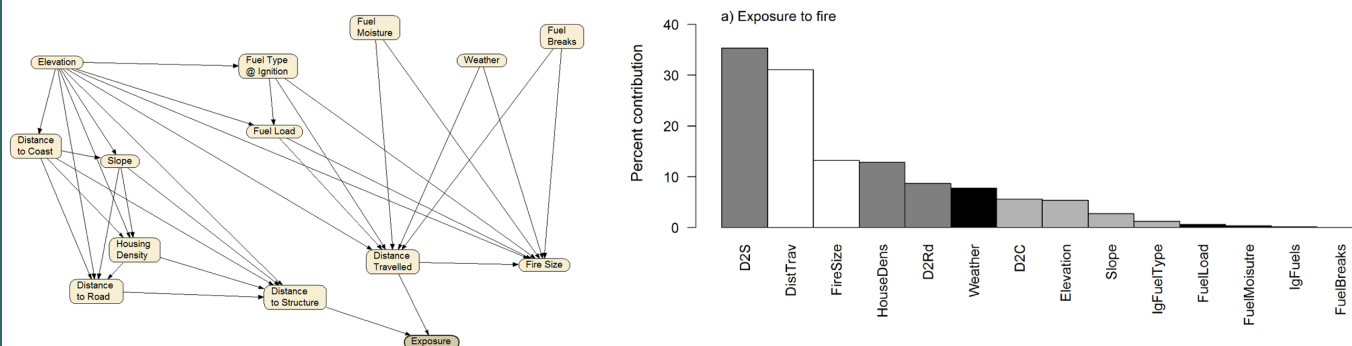 Fuel
Moisture
Fuel
Breaks
Elevation
Fuel Type
@ Ignition
Weather
Fuel Load
Distance
to Coast
Slope
Housing
Density
Distance
Travelled
Fire Size
Distance
to Road
Distance
to Structure
Exposure
a) Exposure to fire
Percent contribution
40
30
20
10
0
D2S
DistTrav
FireSize
HouseDens
D2Rd
Weather
D2C
Elevation
Slope
IgFuelType
FuelLoad
FuelMoisutre
IgFuels
FuelBreaks